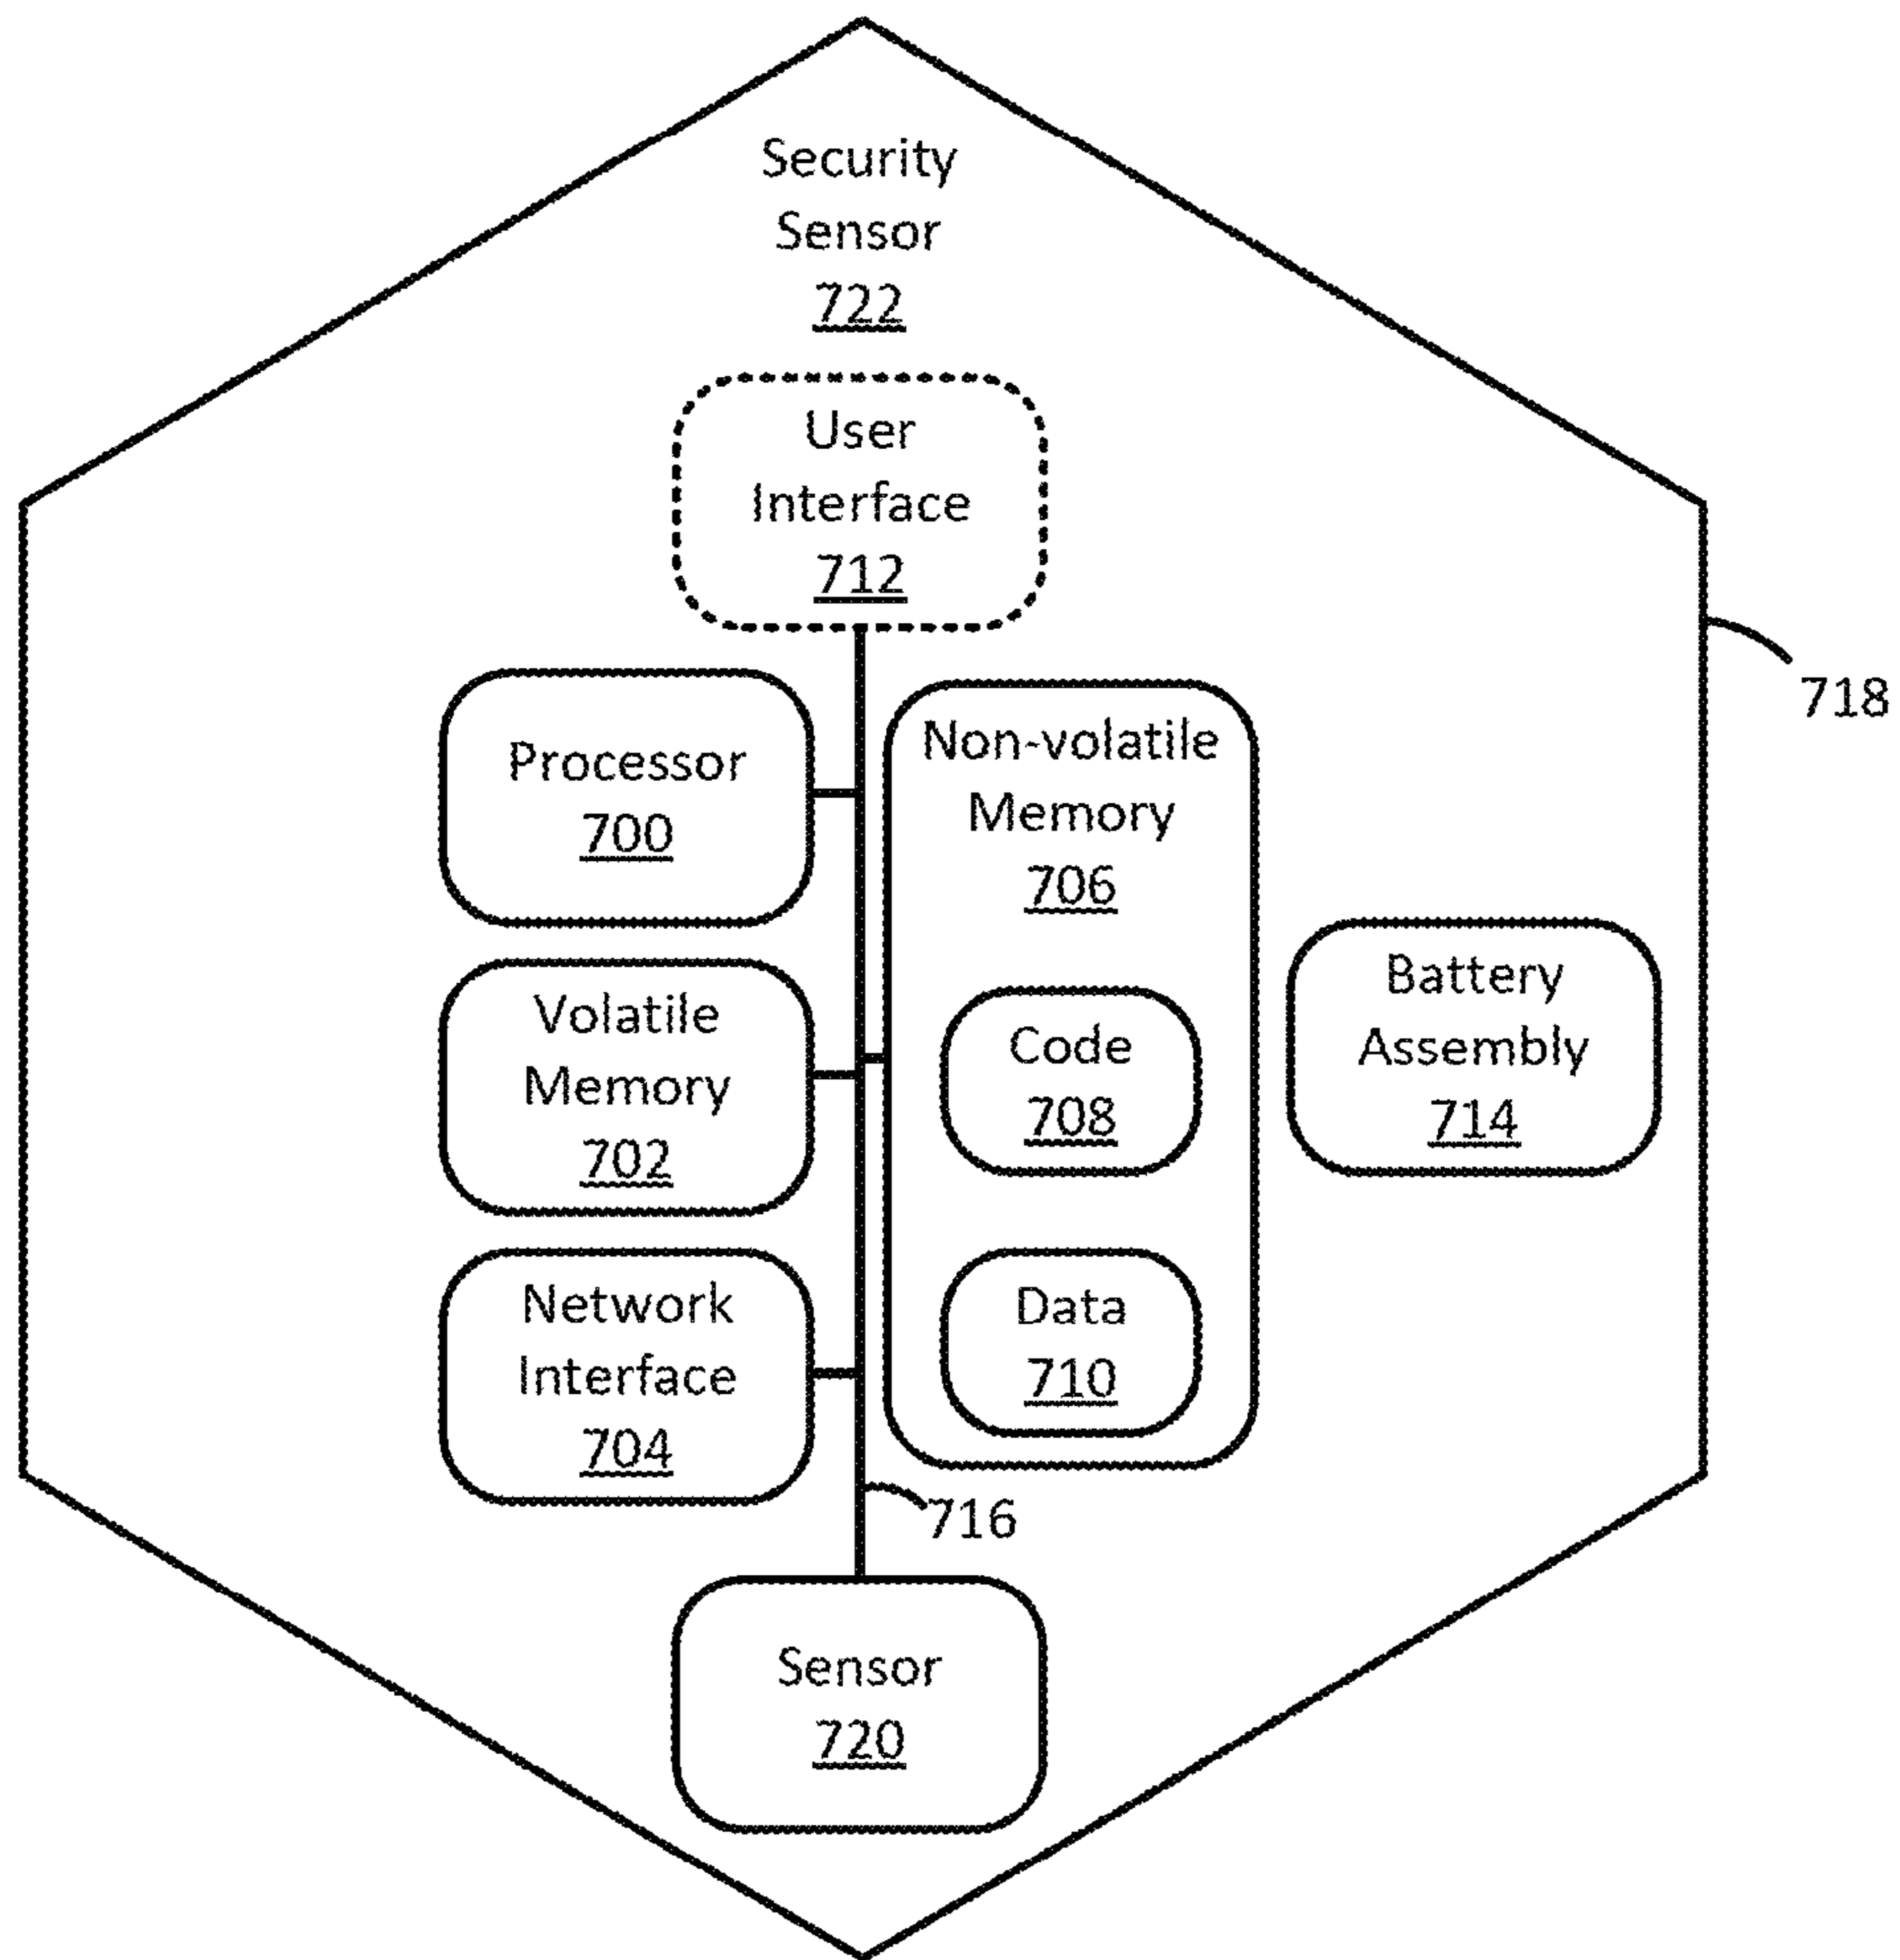 Security
Sensor
722
User
Interface
712
718
Processor
700
Non-volatile
Memory
706
Volatile
Memory
702
Code
708
Battery
Assembly
714
Network
Interface
704
Data
710
716
Sensor
720